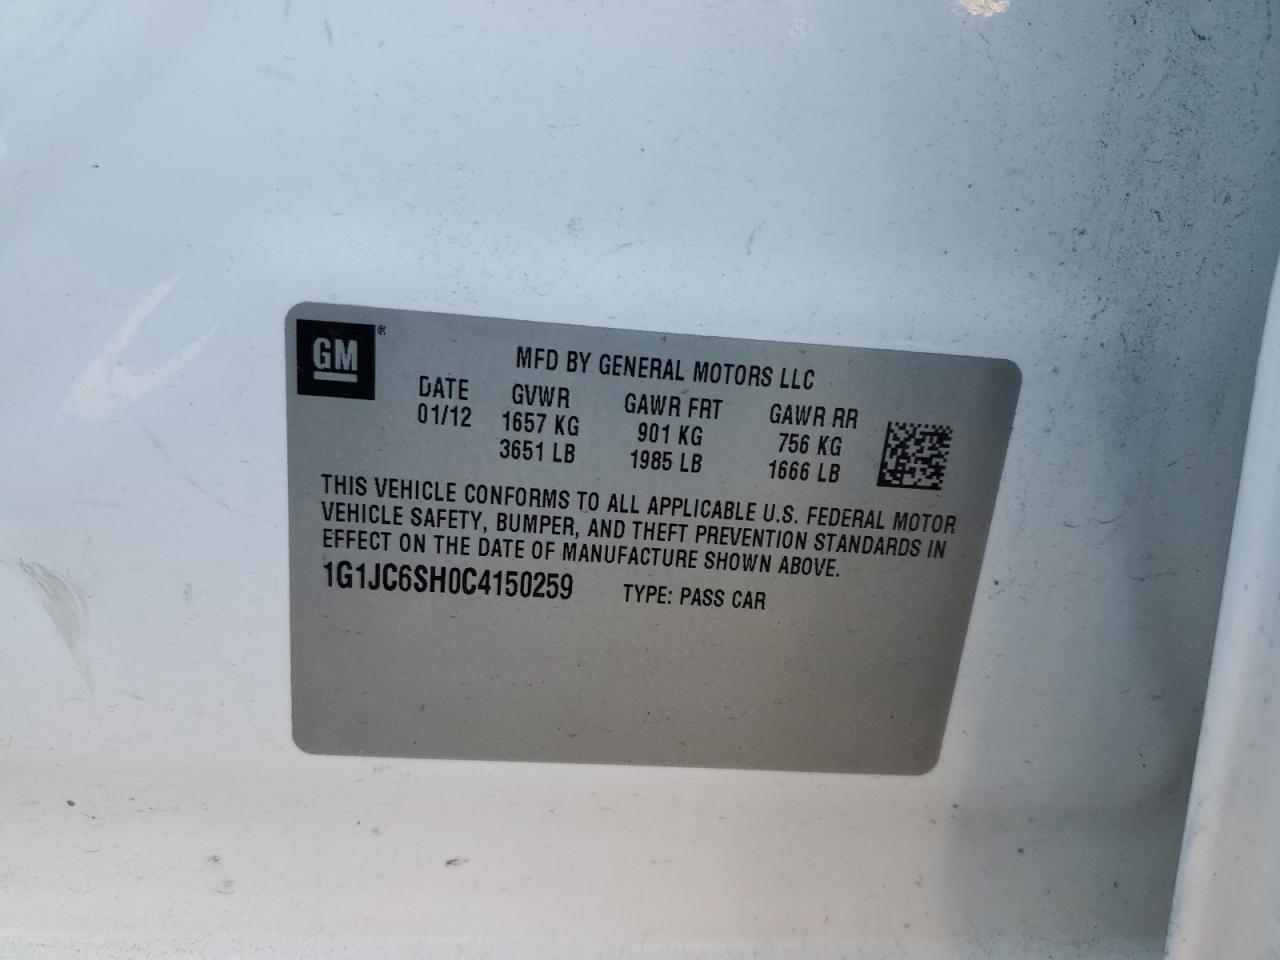 GM ®
MFD BY GENERAL MOTORS LLC
DATE GVWR GAWR FRT GAWR RR
01/12 1657 KG 901 KG 756 KG
3651 LB 1985 LB 1666 LB
THIS VEHICLE CONFORMS TO ALL APPLICABLE U.S. FEDERAL MOTOR
VEHICLE SAFETY, BUMPER, AND THEFT PREVENTION STANDARDS IN
EFFECT ON THE DATE OF MANUFACTURE SHOWN ABOVE.
1G1JC6SH0C4150259 TYPE: PASS CAR